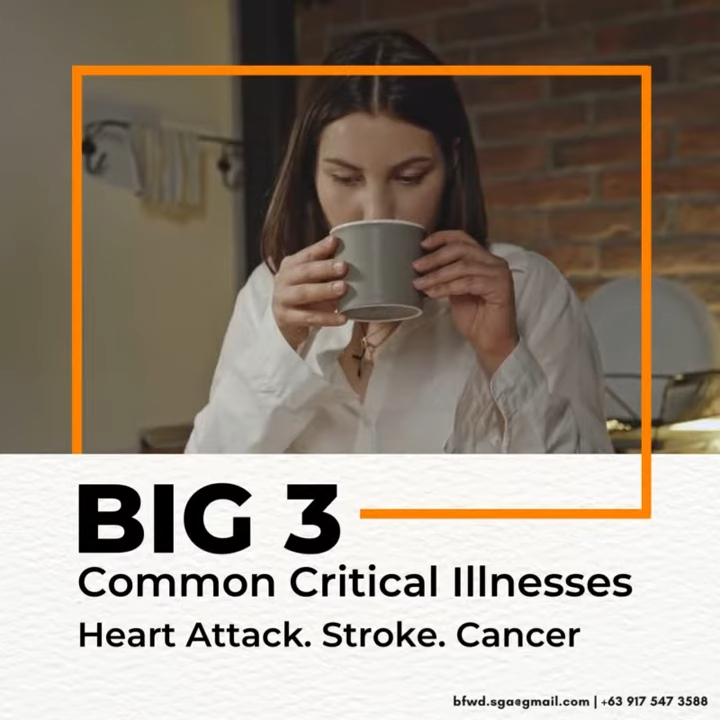 BIG 3
Common Critical Illnesses
Heart Attack. Stroke. Cancer
bfwd.sga@gmail.com | +63 917 547 3588